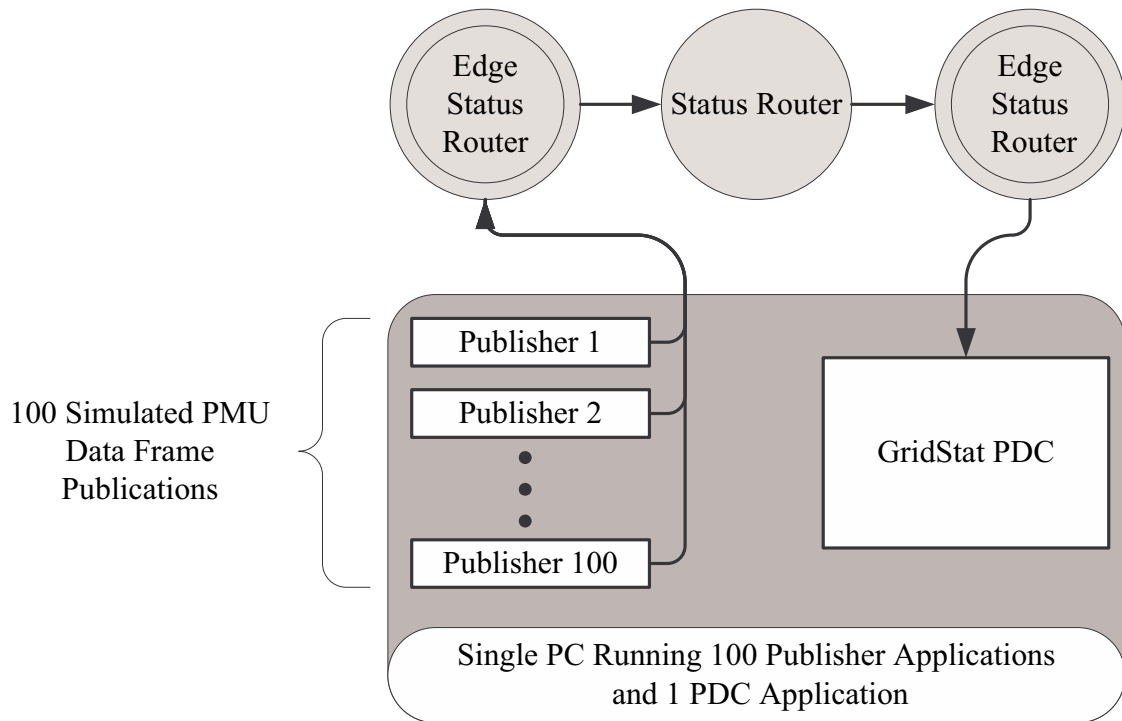 Edge
Status
Router
Status Router
Edge
Status
Router
Publisher 1
Publisher 2
Publisher 100
100 Simulated PMU
Data Frame
Publications
GridStat PDC
Single PC Running 100 Publisher Applications
and 1 PDC Application